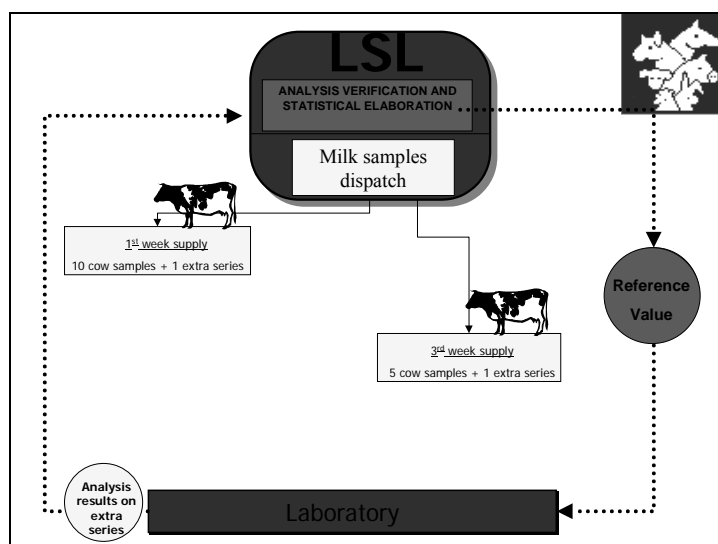 LSL
ANALYSIS VERIFICATION AND
STATISTICAL ELABORATION
Milk samples
dispatch
1st week supply
10 cow samples + 1 extra series
Reference
Value
3rd week supply
5 cow samples + 1 extra series
Analysis
results on
extra
series
Laboratory